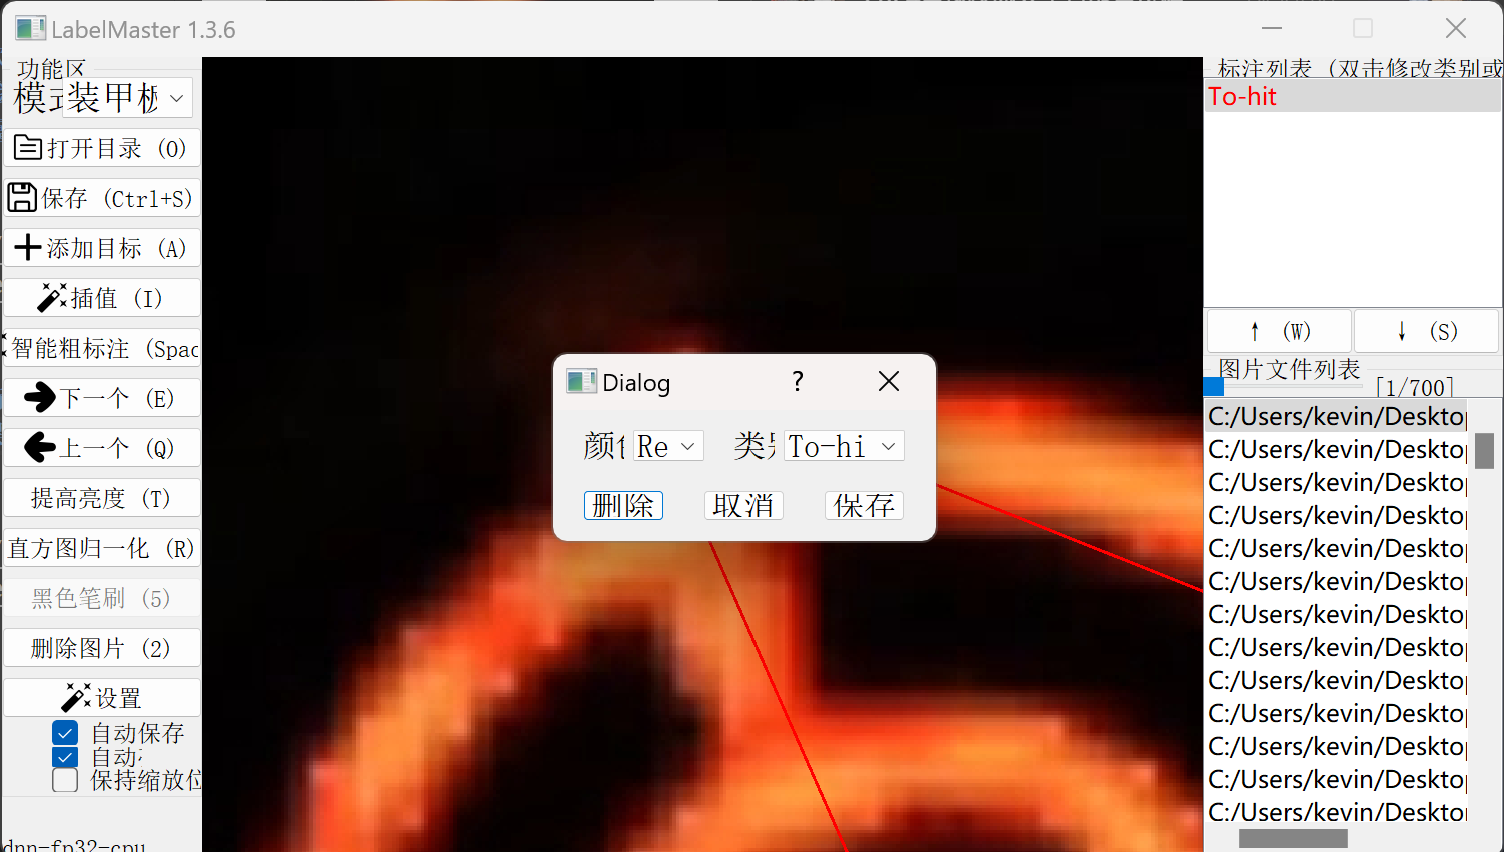 LabelMaster 1.3.6
功能区
模式 装甲板
打开目录 (O)
保存 (Ctrl+S)
添加目标 (A)
插值 (I)
智能粗标注 (Spac
下一个 (E)
上一个 (Q)
提高亮度 (T)
直方图归一化 (R)
黑色笔刷 (5)
删除图片 (2)
设置
自动保存
自动
保持缩放位
dnn-fp32-cpu
Dialog
?
颜色 Re 类别 To-hi
删除 取消 保存
标注列表 (双击修改类别或
To-hit
↑ (W) ↓ (S)
图片文件列表
[1/700]
C:/Users/kevin/Deskto
C:/Users/kevin/Deskto
C:/Users/kevin/Deskto
C:/Users/kevin/Deskto
C:/Users/kevin/Deskto
C:/Users/kevin/Deskto
C:/Users/kevin/Deskto
C:/Users/kevin/Deskto
C:/Users/kevin/Deskto
C:/Users/kevin/Deskto
C:/Users/kevin/Deskto
C:/Users/kevin/Deskto
C:/Users/kevin/Deskto